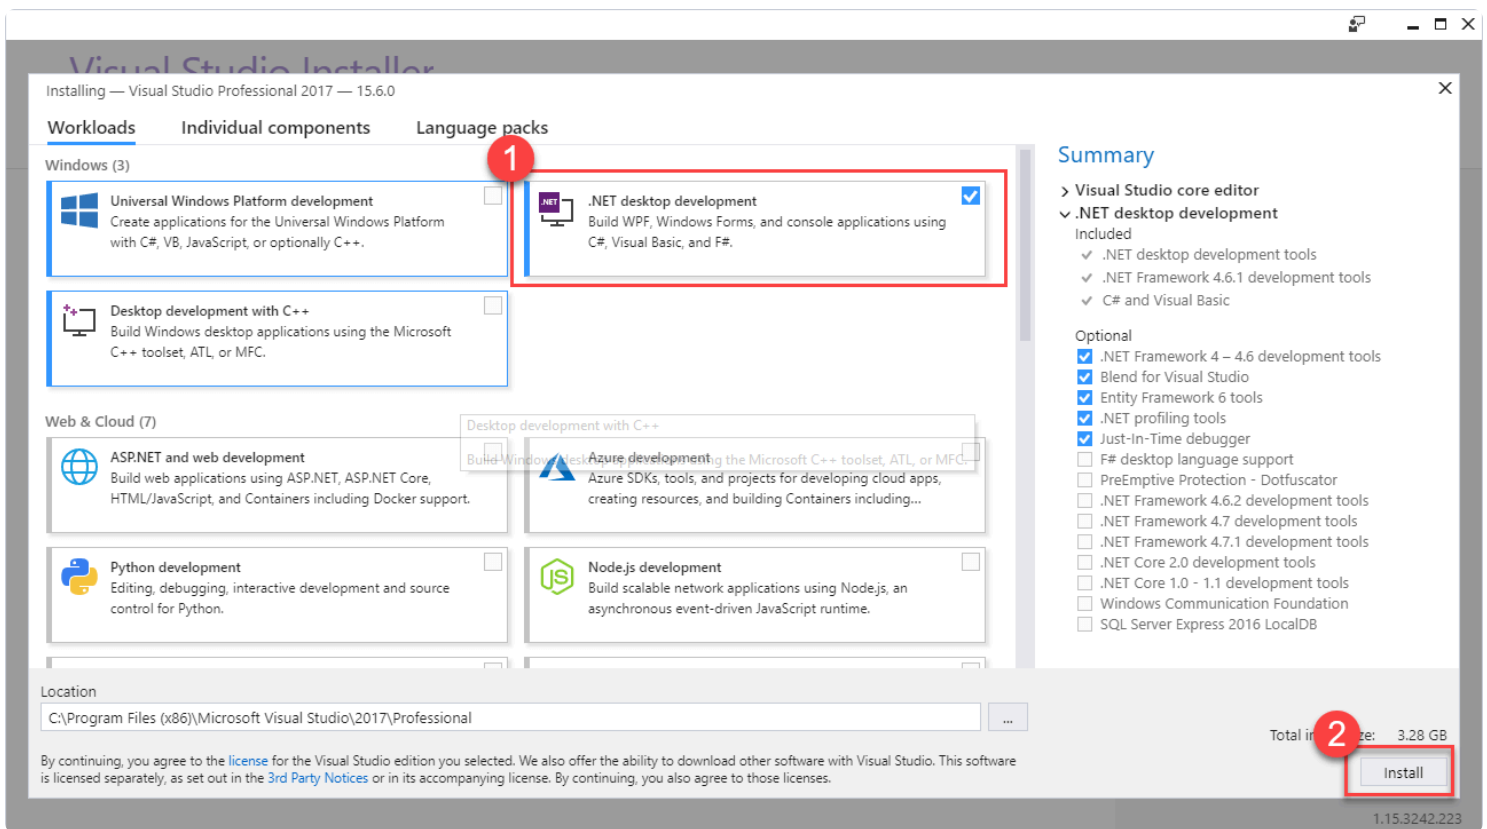 Visual Studio Installer
Installing — Visual Studio Professional 2017 — 15.6.0
Workloads
Individual components
Language packs
1
Windows (3)
Universal Windows Platform development
Create applications for the Universal Windows Platform
with C#, VB, JavaScript, or optionally C++.
.NET
.NET desktop development
Build WPF, Windows Forms, and console applications using
C#, Visual Basic, and F#.
Desktop development with C++
Build Windows desktop applications using the Microsoft
C++ toolset, ATL, or MFC.
Web & Cloud (7)
Desktop development with C++
Build Windows desktop applications using the Microsoft C++ toolset, ATL, or MFC.
ASP.NET and web development
Build web applications using ASP.NET, ASP.NET Core,
HTML/JavaScript, and Containers including Docker support.
Azure development
Azure SDKs, tools, and projects for developing cloud apps,
creating resources, and building Containers including...
Python development
Editing, debugging, interactive development and source
control for Python.
JS
Node.js development
Build scalable network applications using Node.js, an
asynchronous event-driven JavaScript runtime.
Summary
Visual Studio core editor
.NET desktop development
Included
.NET desktop development tools
.NET Framework 4.6.1 development tools
C# and Visual Basic
Optional
.NET Framework 4 – 4.6 development tools
Blend for Visual Studio
Entity Framework 6 tools
.NET profiling tools
Just-In-Time debugger
F# desktop language support
PreEmptive Protection - Dotfuscator
.NET Framework 4.6.2 development tools
.NET Framework 4.7 development tools
.NET Framework 4.7.1 development tools
.NET Core 2.0 development tools
.NET Core 1.0 - 1.1 development tools
Windows Communication Foundation
SQL Server Express 2016 LocalDB
Location
C:\Program Files (x86)\Microsoft Visual Studio\2017\Professional
...
By continuing, you agree to the license for the Visual Studio edition you selected. We also offer the ability to download other software with Visual Studio. This software
is licensed separately, as set out in the 3rd Party Notices or in its accompanying license. By continuing, you also agree to those licenses.
2
Total 3.28 GB
Install
1.15.3242.223